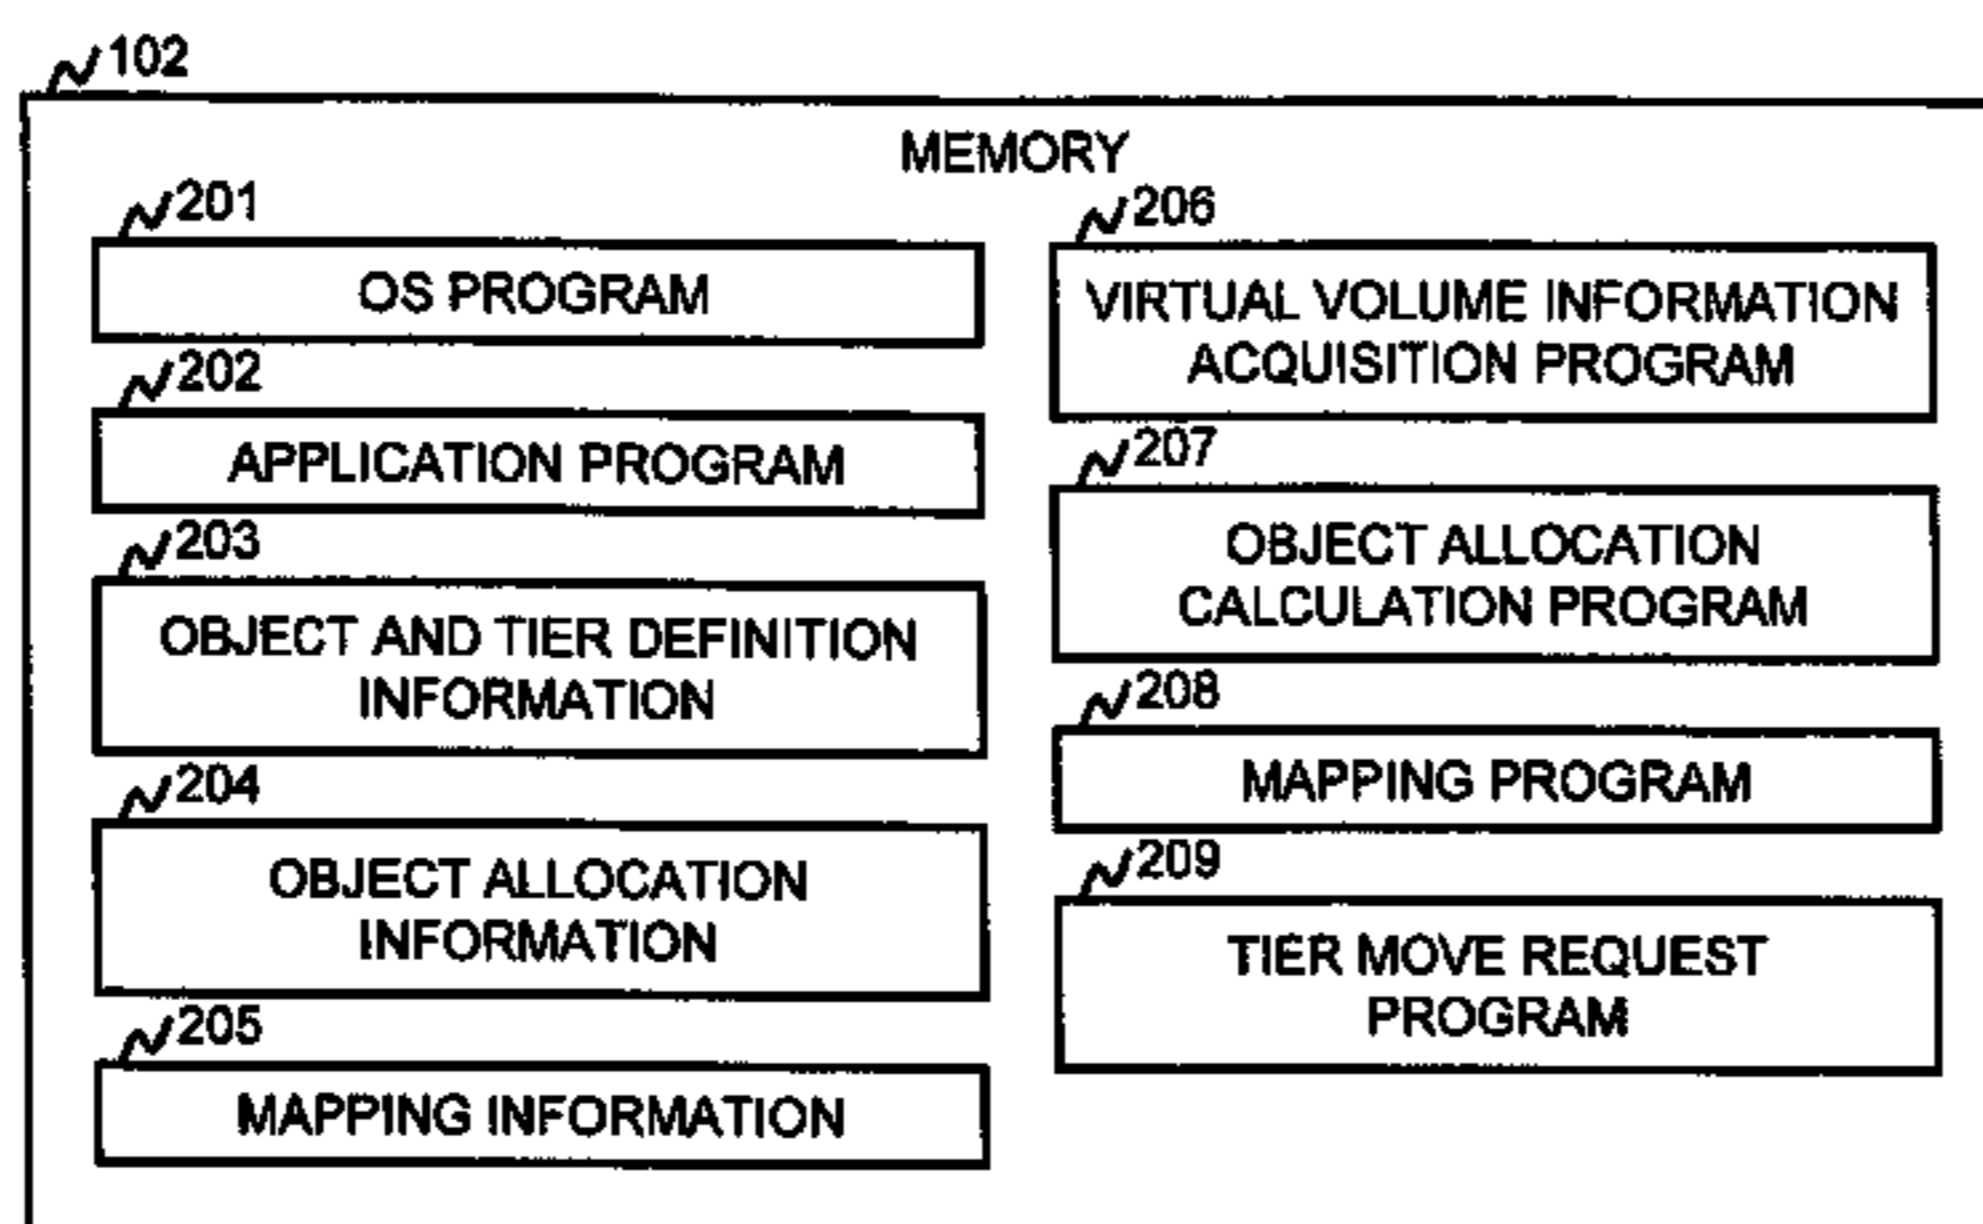 102
MEMORY
201
OS PROGRAM
202
APPLICATION PROGRAM
203
OBJECT AND TIER DEFINITION
INFORMATION
204
OBJECT ALLOCATION
INFORMATION
205
MAPPING INFORMATION
206
VIRTUAL VOLUME INFORMATION
ACQUISITION PROGRAM
207
OBJECT ALLOCATION
CALCULATION PROGRAM
208
MAPPING PROGRAM
209
TIER MOVE REQUEST
PROGRAM